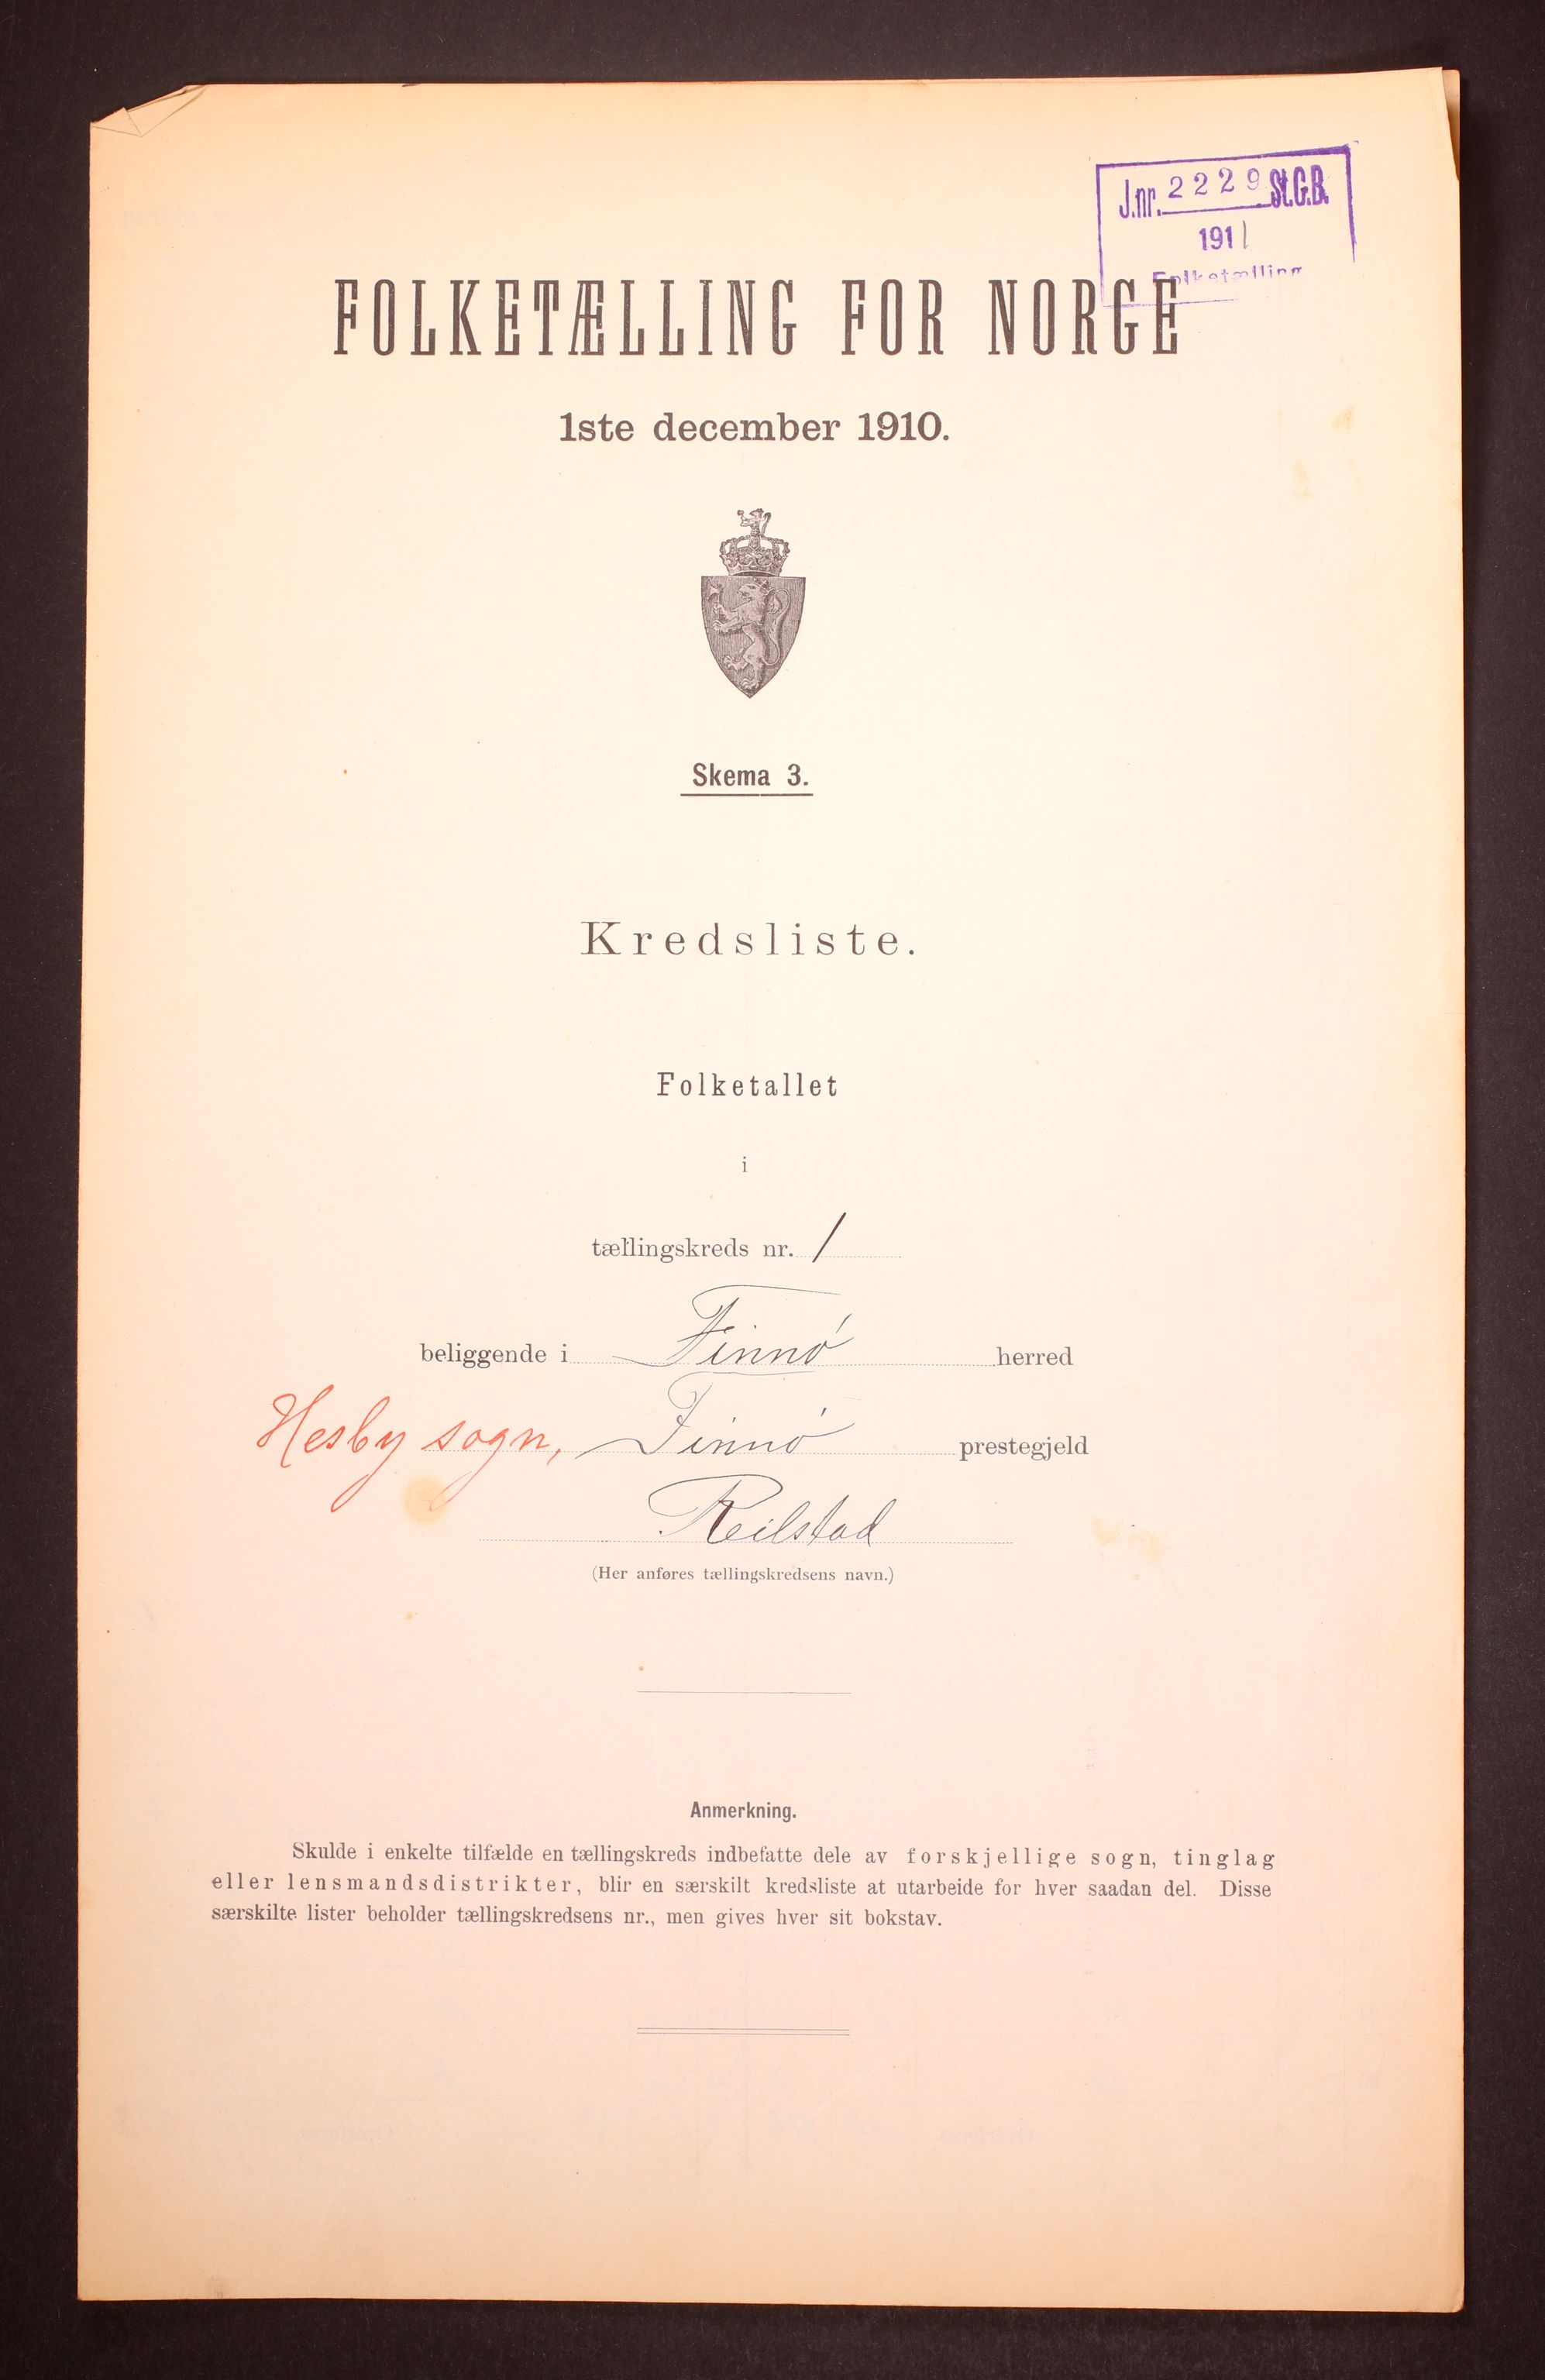 J.nr. 2229 St.C.B.
1911
Folketælling
FOLKETÆLLING FOR NORGE
1ste december 1910.
Skema 3.
Kredsliste.
Folketallet
i
tællingskreds nr. 1
beliggende i Finnö herred
Hesby sogn, Finnö prestegjeld
Reilstad
(Her anføres tællingskredsens navn.)
Anmerkning.
Skulde i enkelte tilfælde en tællingskreds indbefatte dele av forskjellige sogn, tinglag
eller lensmandsdistrikter, blir en særskilt kredsliste at utarbeide for hver saadan del. Disse
særskilte lister beholder tællingskredsens nr., men gives hver sit bokstav.